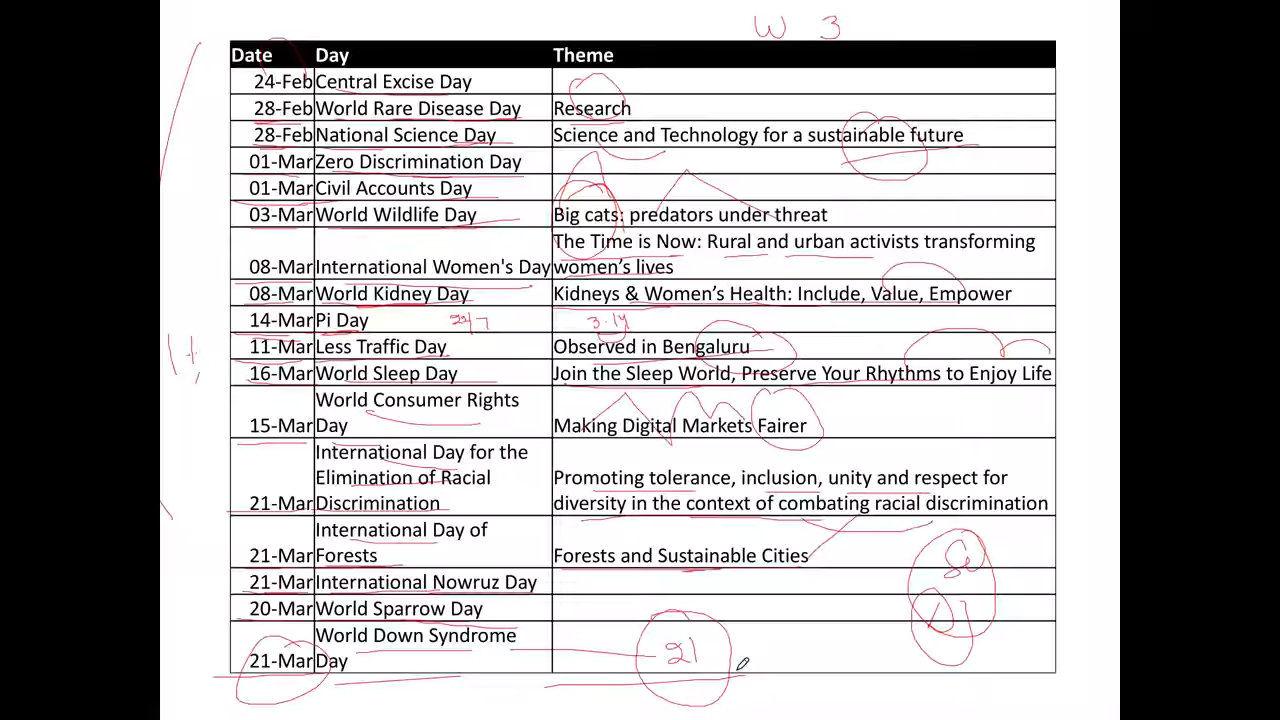 W 3
Date Day Theme
24-Feb Central Excise Day
28-Feb World Rare Disease Day Research
28-Feb National Science Day Science and Technology for a sustainable future
01-Mar Zero Discrimination Day
01-Mar Civil Accounts Day
03-Mar World Wildlife Day Big cats: predators under threat
The Time is Now: Rural and urban activists transforming
08-Mar International Women's Day women's lives
08-Mar World Kidney Day Kidneys & Women's Health: Include, Value, Empower
14-Mar Pi Day 22/7 3.14
11-Mar Less Traffic Day Observed in Bengaluru
16-Mar World Sleep Day Join the Sleep World, Preserve Your Rhythms to Enjoy Life
World Consumer Rights
15-Mar Day Making Digital Markets Fairer
International Day for the
Elimination of Racial Promoting tolerance, inclusion, unity and respect for
21-Mar Discrimination diversity in the context of combating racial discrimination
International Day of
21-Mar Forests Forests and Sustainable Cities
21-Mar International Nowruz Day
20-Mar World Sparrow Day
World Down Syndrome
21-Mar Day 21